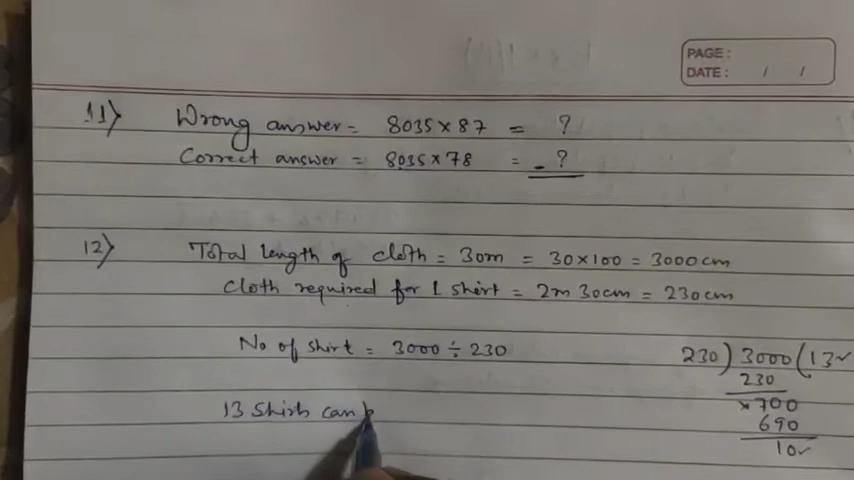 PAGE :
DATE : / /
11) Wrong answer = 8035 × 87 = ?
Correct answer = 8035 × 78 = - ?
12) Total length of cloth = 30m = 30 × 100 = 3000 cm
Cloth required for 1 shirt = 2m 30cm = 230 cm
No of shirt = 3000 ÷ 230
230 ) 3000 ( 13
230
× 700
690
10
13 Shirts can